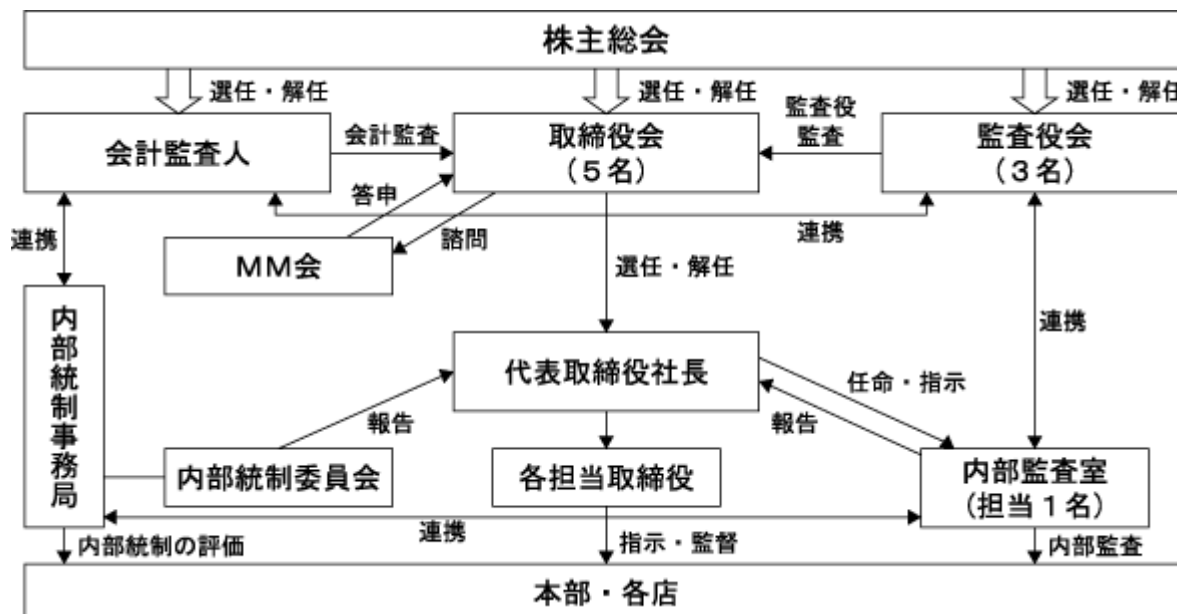 株主総会
選任・解任
選任・解任
選任・解任
会計監査人
会計監査
取締役会
(5名)
監査役
監査
監査役会
(3名)
答申
連携
諮問
連携
MM会
選任・解任
内部統制事務局
連携
代表取締役社長
任命・指示
報告
報告
内部統制委員会
各担当取締役
内部監査室
(担当1名)
連携
内部統制の評価
指示・監督
内部監査
本部・各店